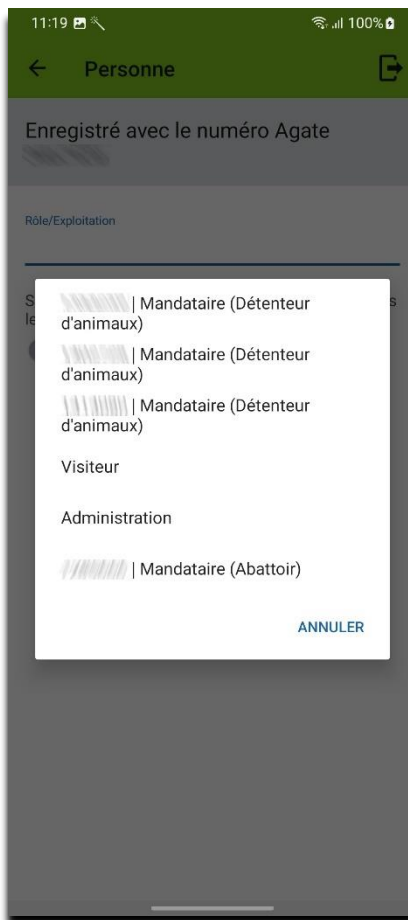 11:19
100%
Personne
Enregistré avec le numéro Agate
Rôle/Exploitation
S
s
le
| Mandataire (Détenteur
d'animaux)
| Mandataire (Détenteur
d'animaux)
| Mandataire (Détenteur
d'animaux)
Visiteur
Administration
| Mandataire (Abattoir)
ANNULER